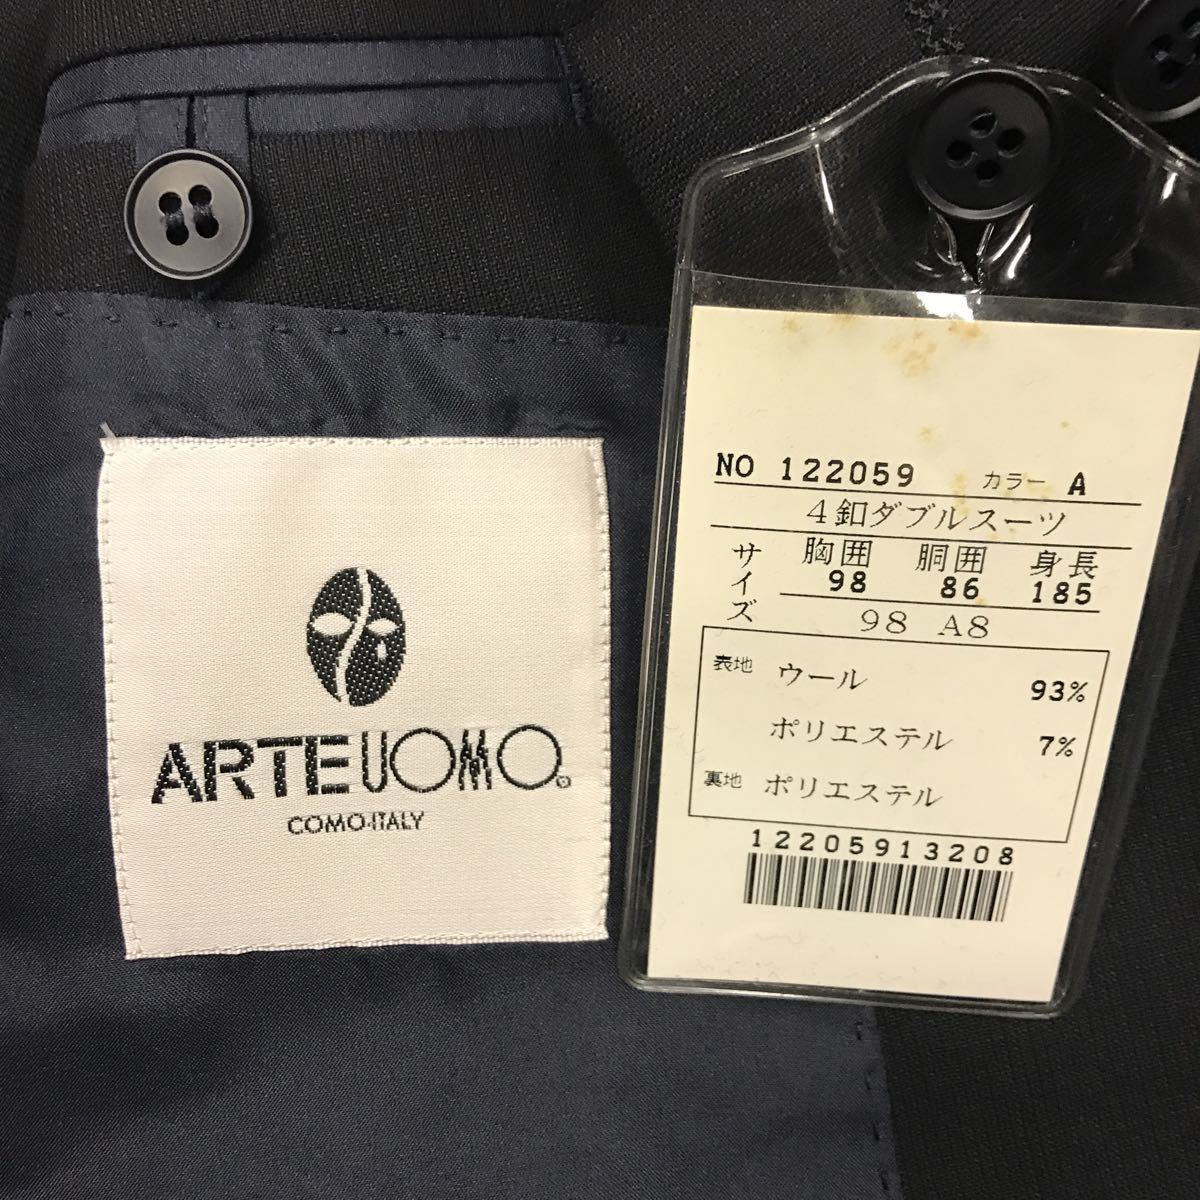 ARTEUOMO®
COMO·ITALY
NO 122059 カラー A
4釦ダブルスーツ
サイズ
胸囲 胴囲 身長
98 86 185
98 A8
表地 ウール 93%
ポリエステル 7%
裏地 ポリエステル
12205913208